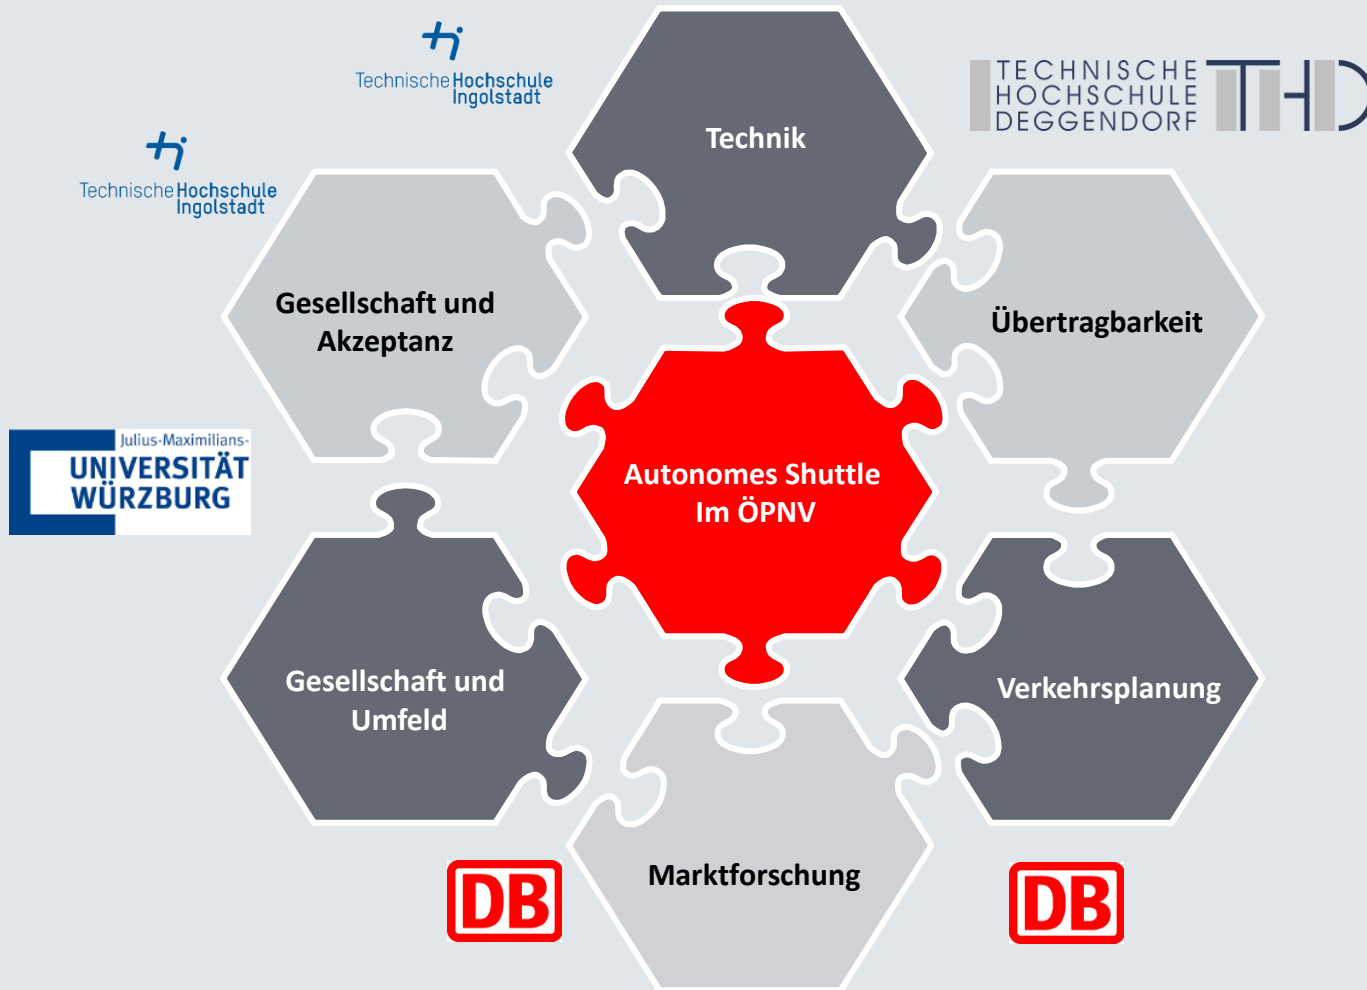 Technische Hochschule
Ingolstadt
TECHNISCHE
HOCHSCHULE
DEGGENDORF
THD
Technik
Technische Hochschule
Ingolstadt
Gesellschaft und
Akzeptanz
Übertragbarkeit
Julius-Maximilians-
UNIVERSITÄT
WÜRZBURG
Autonomes Shuttle
Im ÖPNV
Gesellschaft und
Umfeld
Verkehrsplanung
Marktforschung
DB
DB